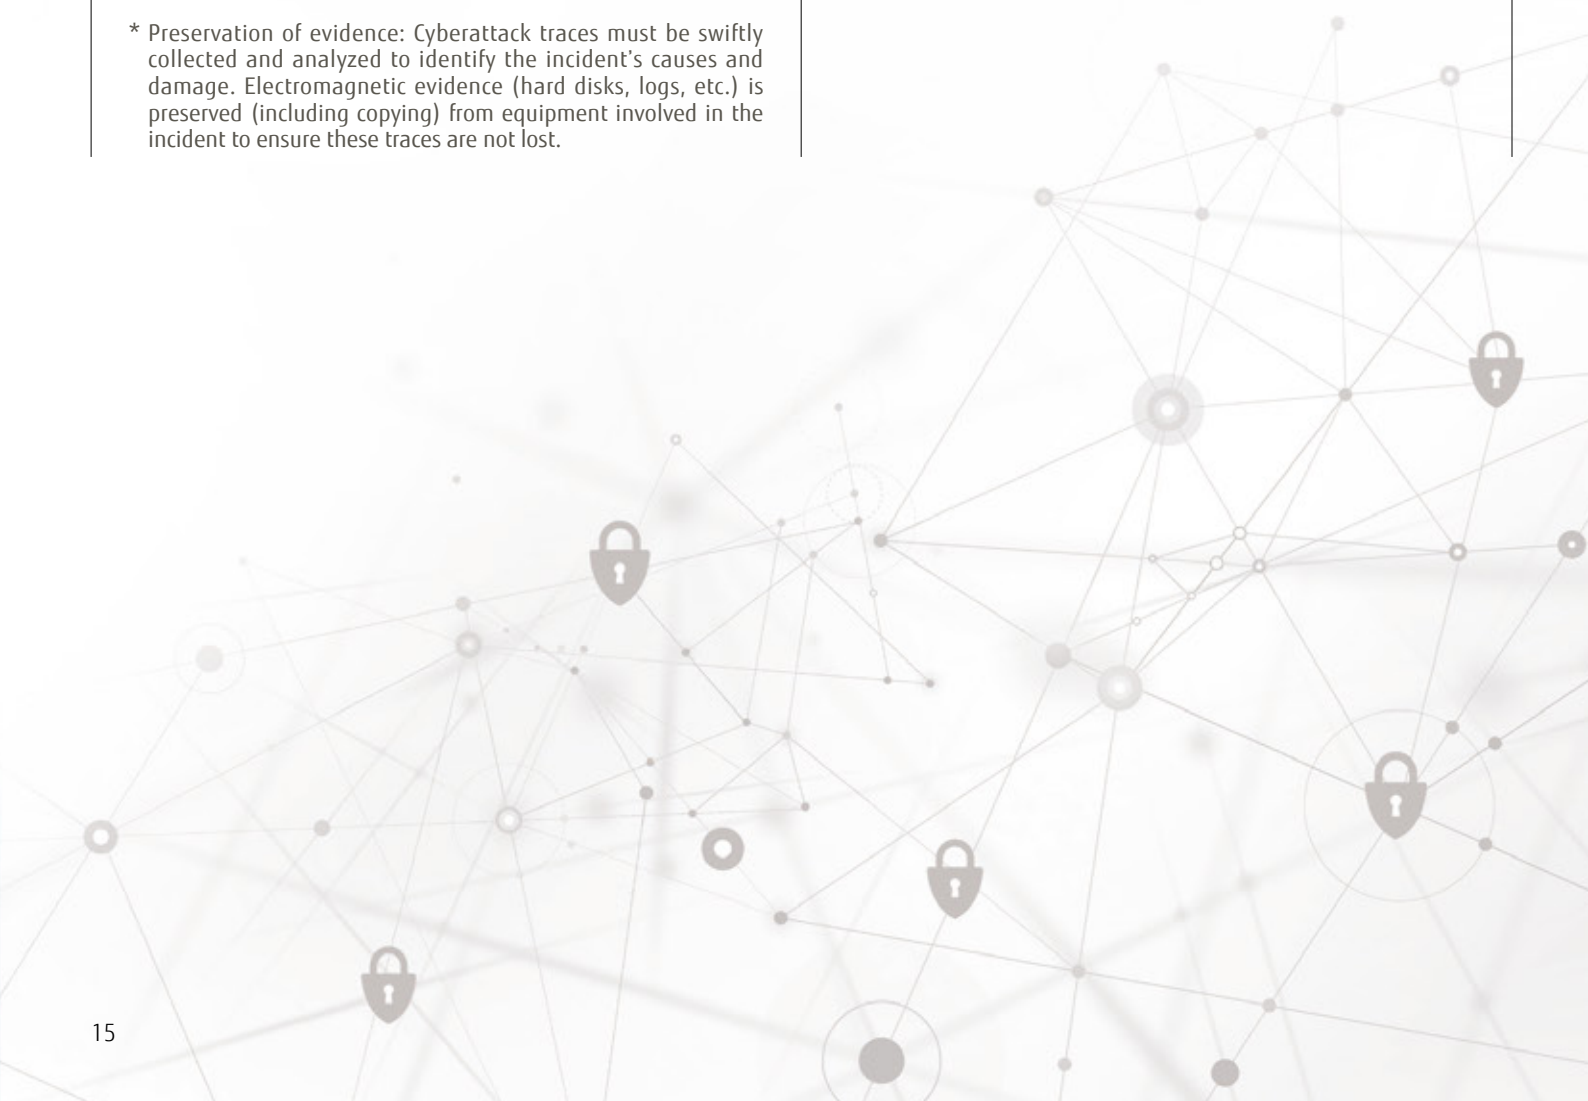 * Preservation of evidence: Cyberattack traces must be swiftly
collected and analyzed to identify the incident's causes and
damage. Electromagnetic evidence (hard disks, logs, etc.) is
preserved (including copying) from equipment involved in the
incident to ensure these traces are not lost.
15